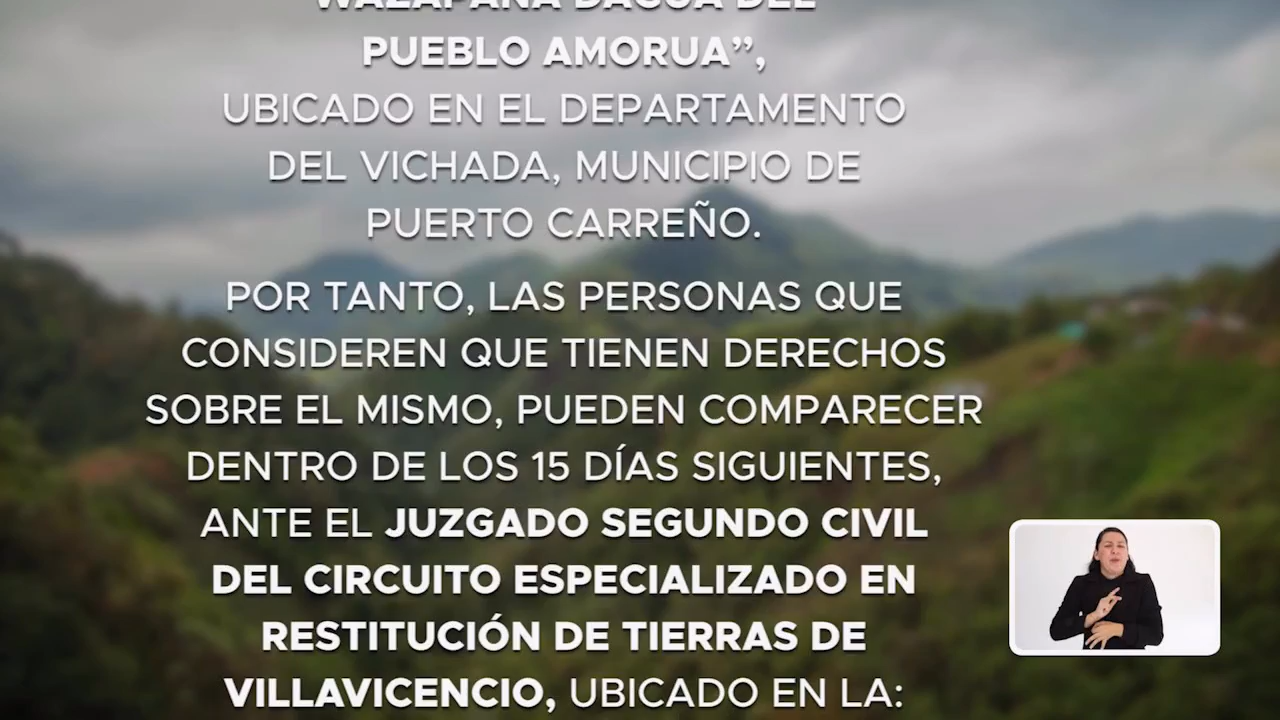 PUEBLO AMORUA”,
UBICADO EN EL DEPARTAMENTO
DEL VICHADA, MUNICIPIO DE
PUERTO CARREÑO.
POR TANTO, LAS PERSONAS QUE
CONSIDEREN QUE TIENEN DERECHOS
SOBRE EL MISMO, PUEDEN COMPARECER
DENTRO DE LOS 15 DÍAS SIGUIENTES,
ANTE EL JUZGADO SEGUNDO CIVIL
DEL CIRCUITO ESPECIALIZADO EN
RESTITUCIÓN DE TIERRAS DE
VILLAVICENCIO, UBICADO EN LA: